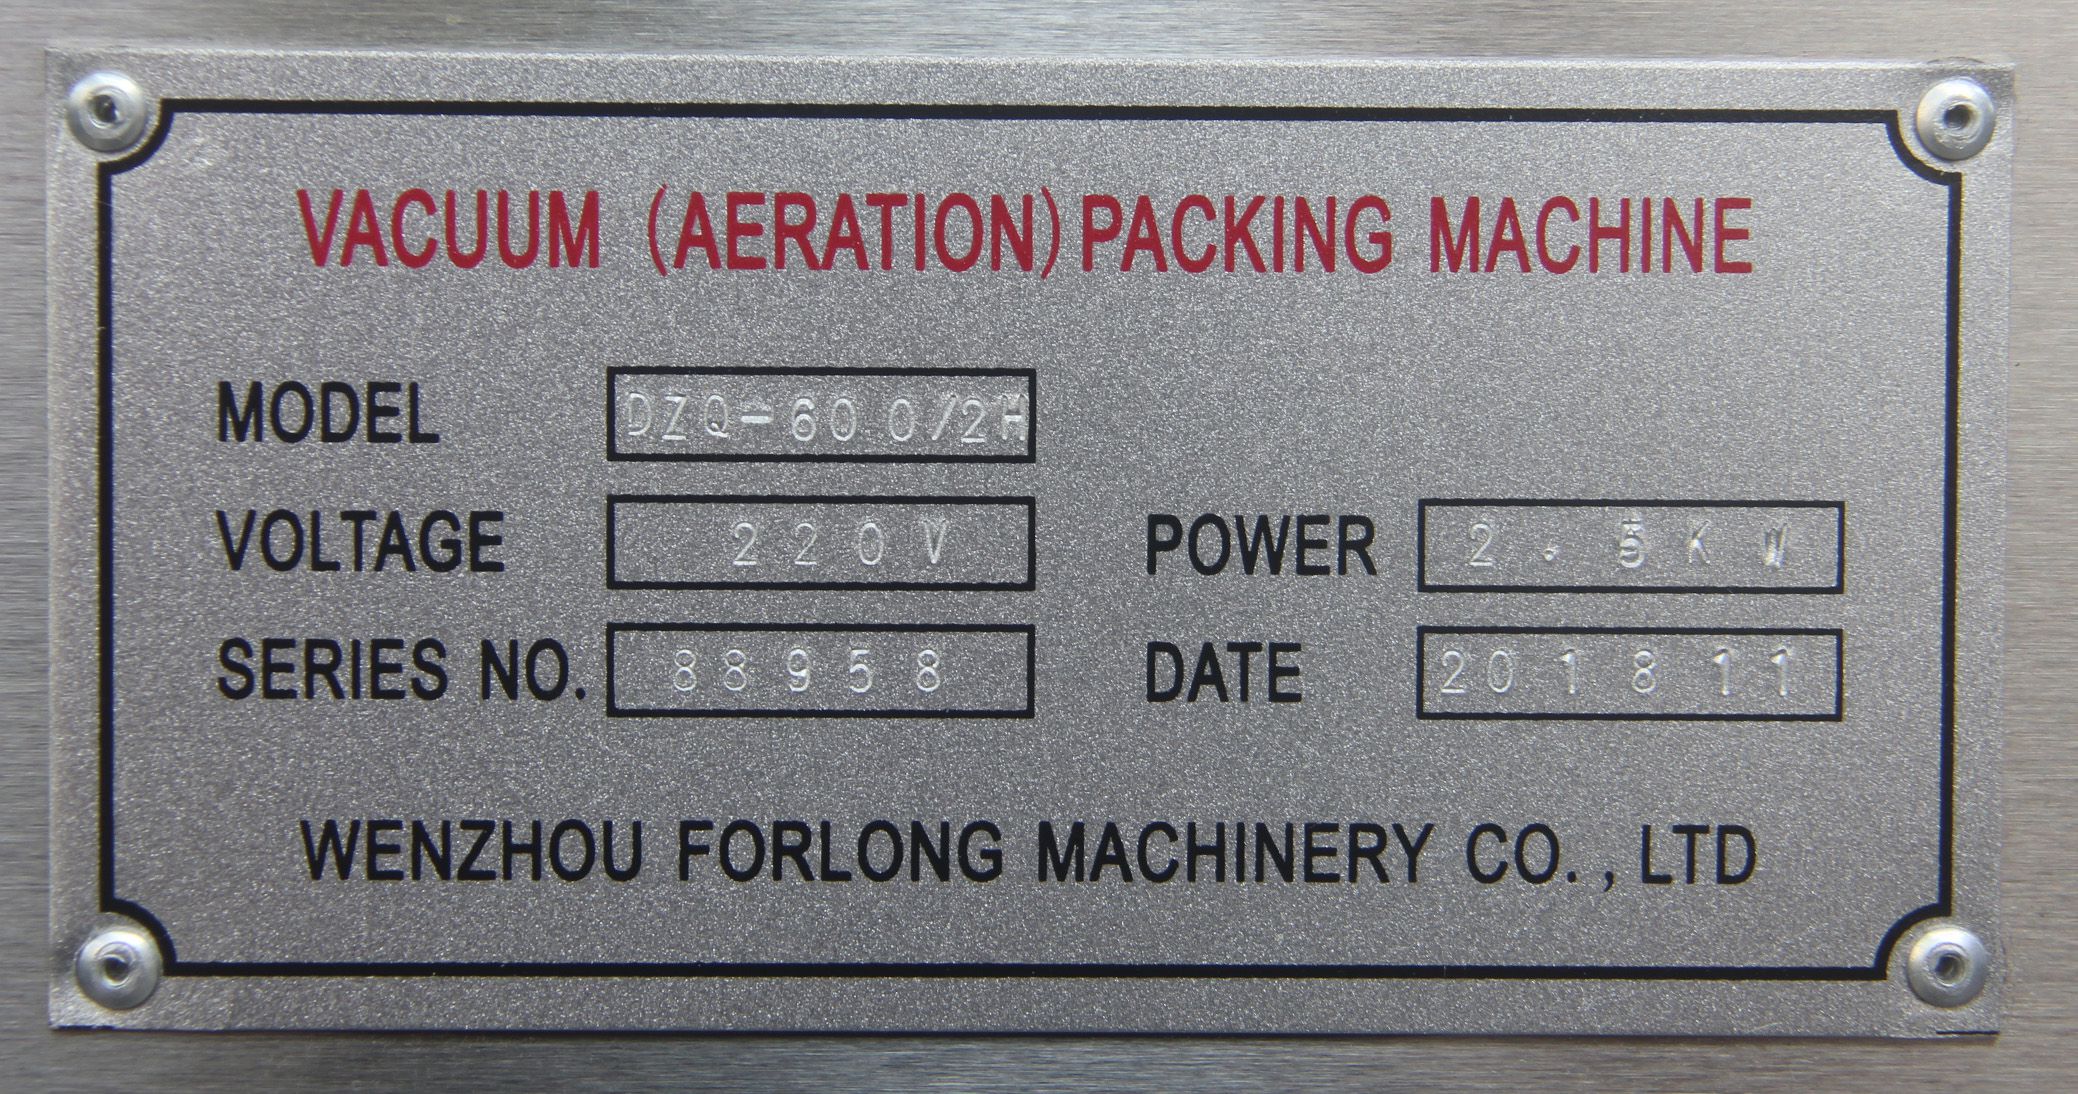 VACUUM (AERATION) PACKING MACHINE
MODEL DZQ-600/2H
VOLTAGE 220V POWER 2.5KW
SERIES NO. 88958 DATE 201811
WENZHOU FORLONG MACHINERY CO., LTD